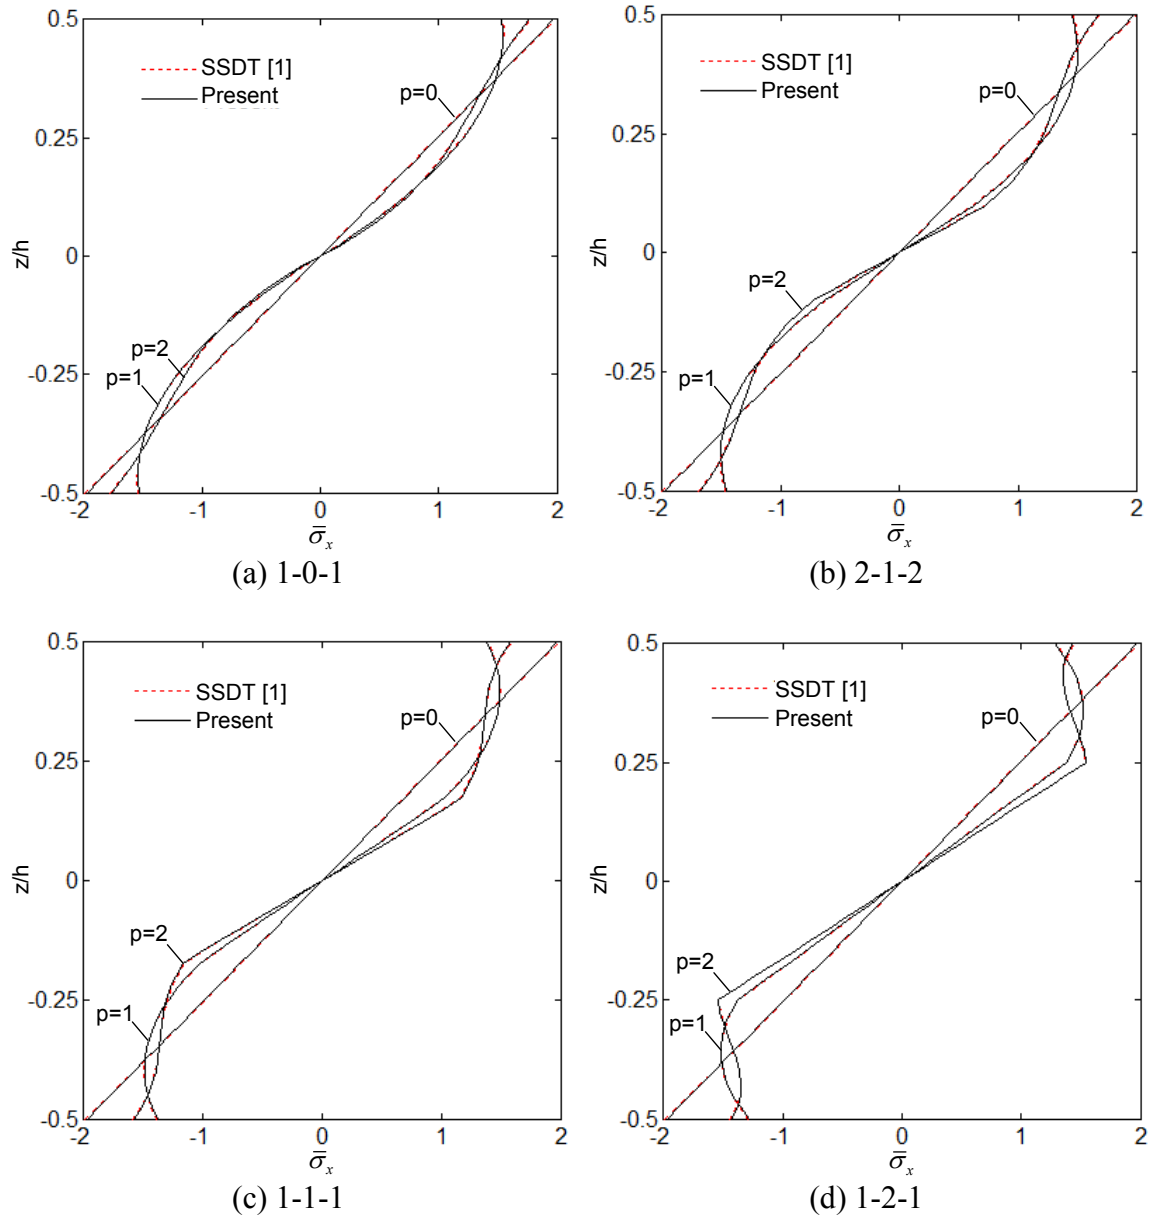 0.5
SSDT [1]
Present
p=0
0.25
z/h
0
p=2
-0.25
p=1
-0.5
-2
-1
0
1
2
σ̅x
(a) 1-0-1
0.5
SSDT [1]
Present
p=0
0.25
z/h
0
p=2
-0.25
p=1
-0.5
-2
-1
0
1
2
σ̅x
(b) 2-1-2
0.5
SSDT [1]
Present
p=0
0.25
z/h
0
p=2
-0.25
p=1
-0.5
-2
-1
0
1
2
σ̅x
(c) 1-1-1
0.5
SSDT [1]
Present
p=0
0.25
z/h
0
p=2
-0.25
p=1
-0.5
-2
-1
0
1
2
σ̅x
(d) 1-2-1